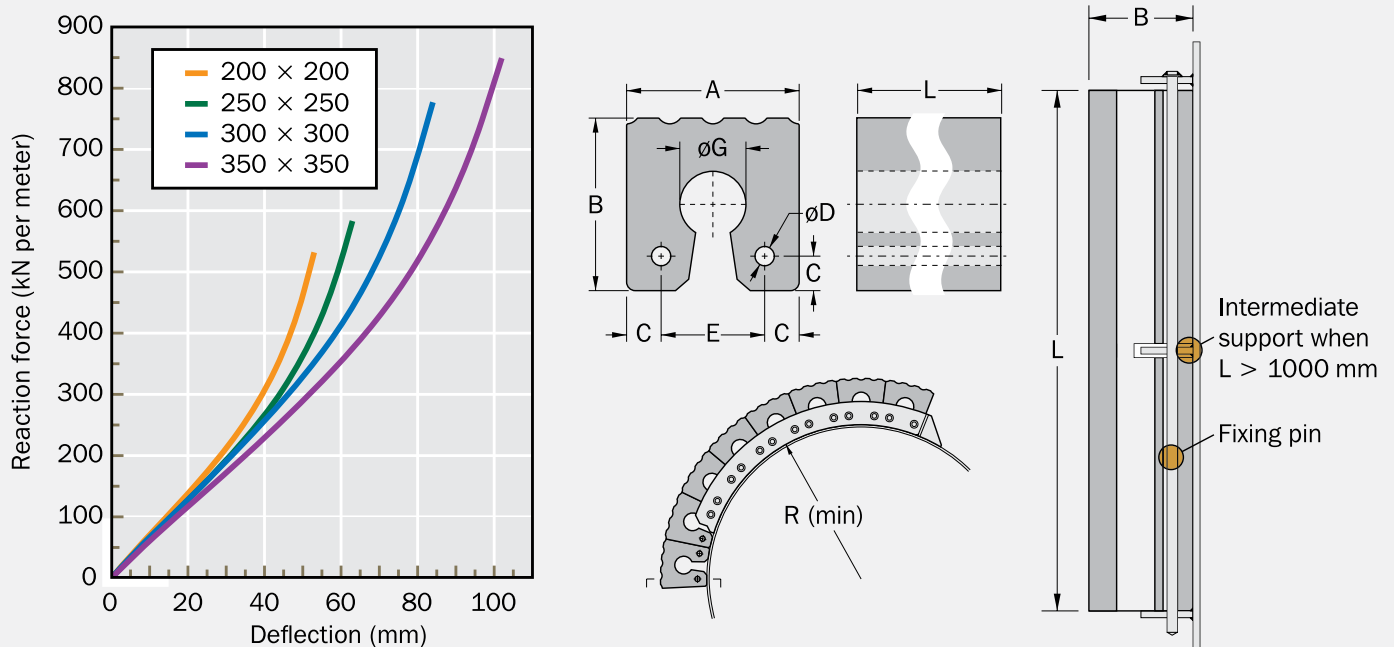 Reaction force (kN per meter)
900
800
700
600
500
400
300
200
100
0
200 × 200
250 × 250
300 × 300
350 × 350
0 20 40 60 80 100
Deflection (mm)
A
øG
B
øD
C
C E C
L
R (min)
B
L
Intermediate
support when
L > 1000 mm
Fixing pin